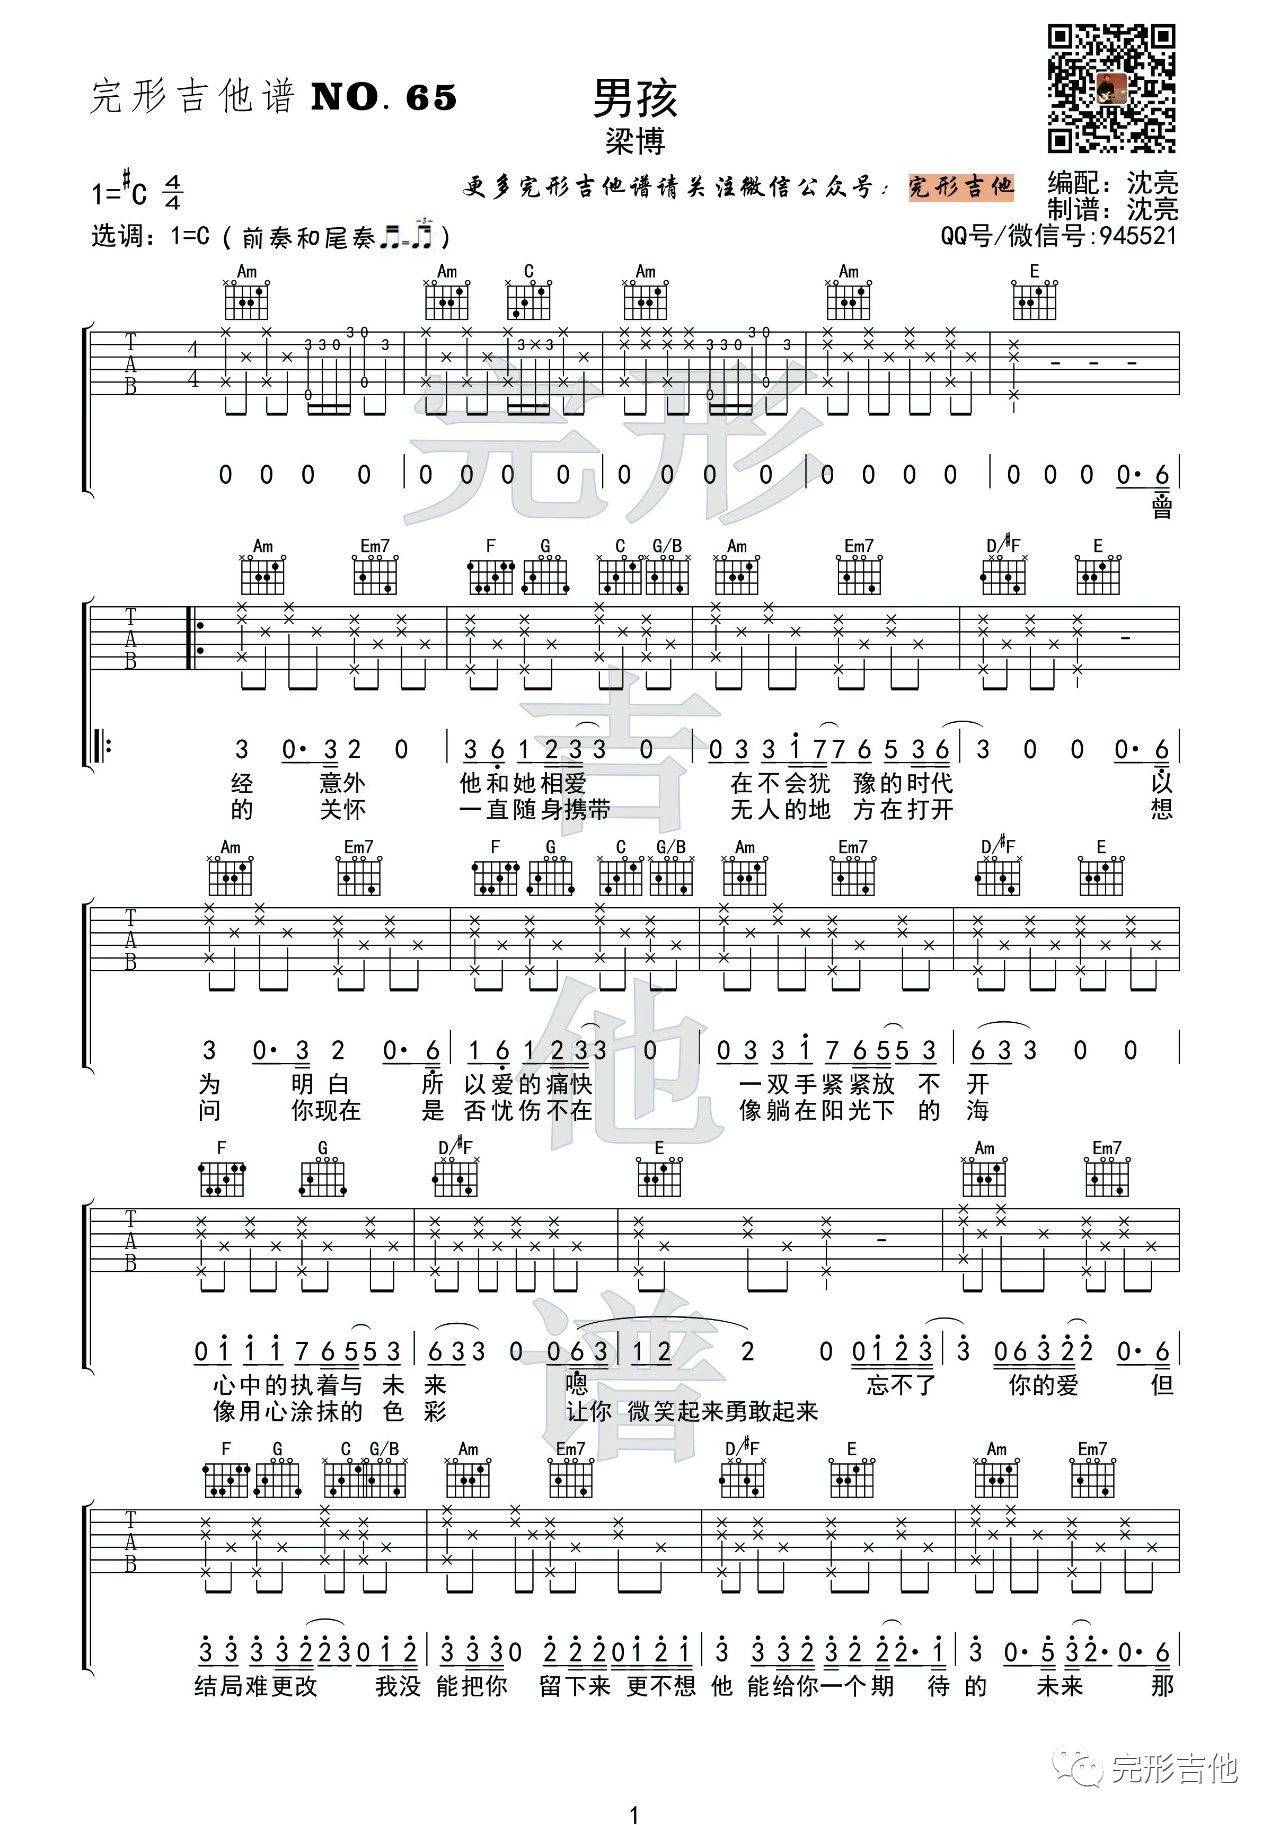 完形吉他谱 NO. 65
男孩
梁博
1=#C 4/4
更多完形吉他谱请关注微信公众号： 完形吉他
编配：沈亮
制谱：沈亮
选调：1=C（前奏和尾奏 = 3）
QQ号/微信号:945521
Am Am C Am Am E
T A B 4 4
0 0 0 0 0 0 0 0 0 0 0 0 0 0 0 0 0 0 0 0· 6
曾
Am Em7 F G C G/B Am Em7 D/#F E
T A B
3 0· 3 2 0 3 6 1 2 3 3 0 0 3 3 1 7 7 6 5 3 6 3 0 0 0· 6
经 意外 他和她相爱 在不会犹 豫的时代 以
的 关怀 一直随身携带 无人的地 方在打开 想
Am Em7 F G C G/B Am Em7 D/#F E
T A B
3 0· 3 2 0· 6 1 6 1 2 3 3 0 0 3 3 1 7 6 5 5 5 3 6 3 3 0 0
为 明白 所 以爱的痛快 一双手紧紧放 不 开
问 你现在 是 否忧伤不在 像躺在阳光下 的 海
F G D/#F E Am Em7
T A B
0 1 1 1 7 6 5 5 3 6 3 3 0 0 6 3 1 2 2 0 0 1 2 3 3 0 6 3 2 2 0· 6
心中的执着与 未 来 嗯 忘不了 你的爱 但
像用心涂抹的 色 彩 让你 微笑起来勇敢起来
F G C G/B Am Em7 D/#F E Am Em7
T A B
3 3 3 3 2 2 3 0 1 2 3 3 3 0 2 2 2 0 1 2 1 3 3 3 3 2 1 2 2· 1 3 0· 5 3 2· 0· 6
结局难更改 我没 能把你 留下来 更不想 他 能给你一个期 待的 未来 那
完形吉他
完形吉他谱
1